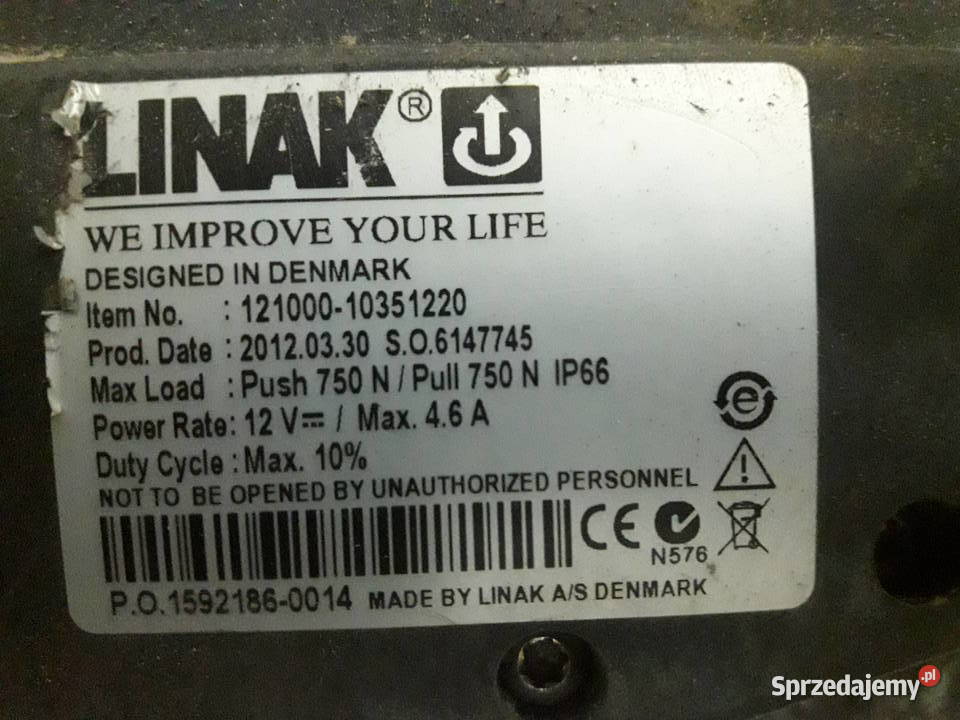 LINAK®
WE IMPROVE YOUR LIFE
DESIGNED IN DENMARK
Item No. : 121000-10351220
Prod. Date : 2012.03.30 S.O.6147745
Max Load : Push 750 N / Pull 750 N IP66
Power Rate: 12 V⎓ / Max. 4.6 A
Duty Cycle : Max. 10%
NOT TO BE OPENED BY UNAUTHORIZED PERSONNEL
CE
N576
P.O.1592186-0014 MADE BY LINAK A/S DENMARK
Sprzedajemy.pl